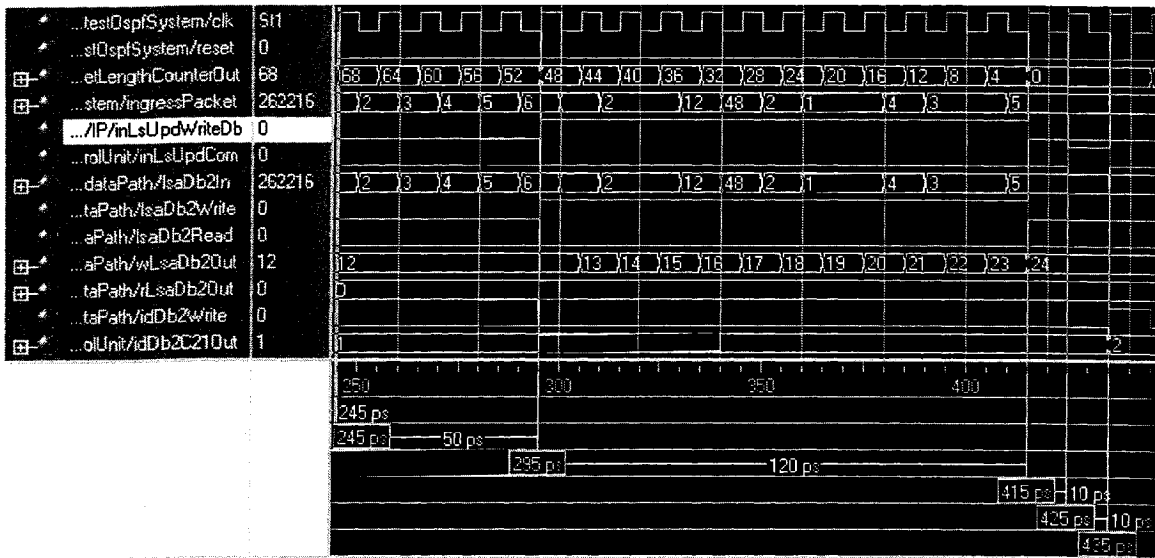 ...testOspfSystem/clk St1
...stOspfSystem/reset 0
...etLengthCounterOut 68 68 64 60 56 52 48 44 40 36 32 28 24 20 16 12 8 4 0
...stem/ingressPacket 262216 2 3 4 5 6 2 12 48 2 1 4 3 5
.../IP/inLsUpdWriteDb 0
...rolUnit/inLsUpdCom 0
...dataPath/lsaDb2In 262216 2 3 4 5 6 2 12 48 2 1 4 3 5
...taPath/lsaDb2Write 0
...aPath/lsaDb2Read 0
...aPath/wLsaDb2Out 12 12 13 14 15 16 17 18 19 20 21 22 23 24
...taPath/rLsaDb2Out 0 0
...taPath/idDb2Write 0
...olUnit/idDb2C21Out 1 1 2
250 300 350 400
245 ps
245 ps 50 ps
295 ps 120 ps
415 ps 10 ps
425 ps 10 ps
435 ps